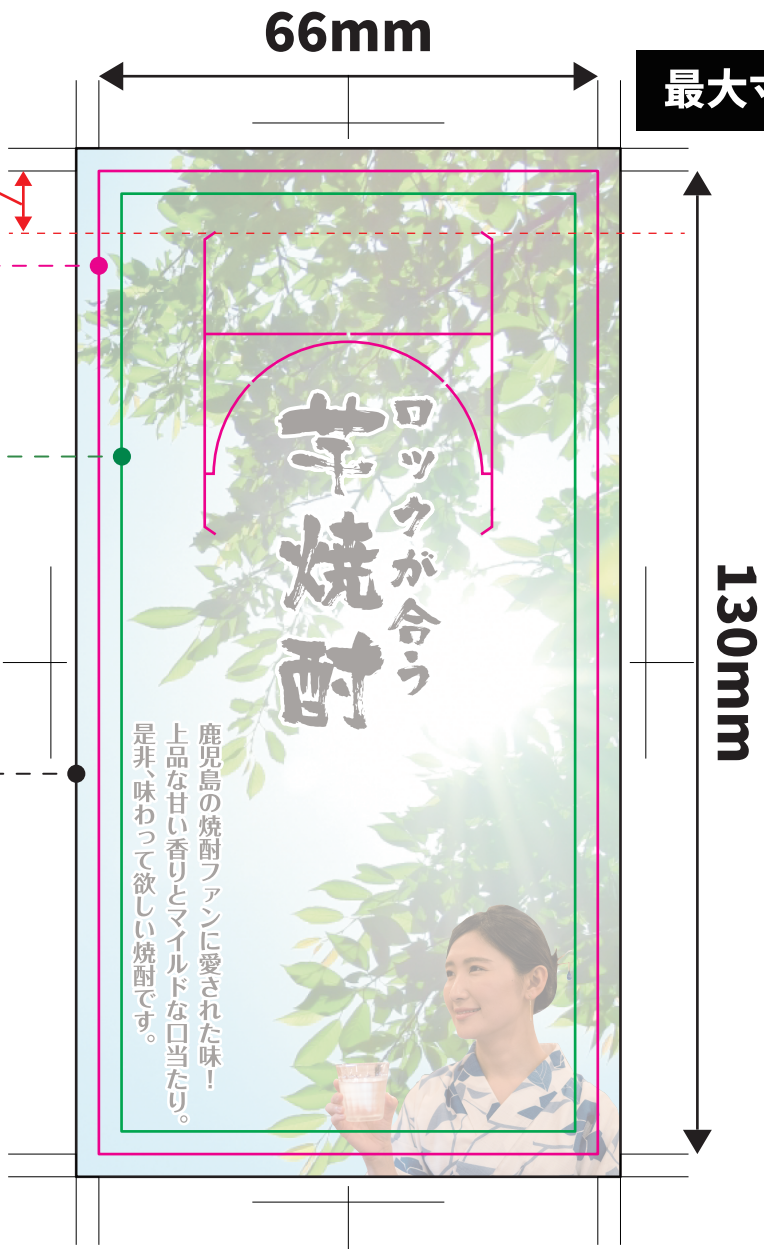 66mm
最大
130mm
ロックが合う
芋焼酎
鹿児島の焼酎ファンに愛された味!
上品な甘い香りとマイルドな口当たり。
是非、味わって欲しい焼酎です。